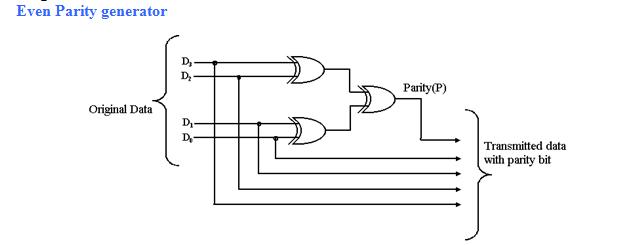 Even Parity generator
D₃
D₂
Parity(P)
Original Data
D₁
D₀
Transmitted data
with parity bit